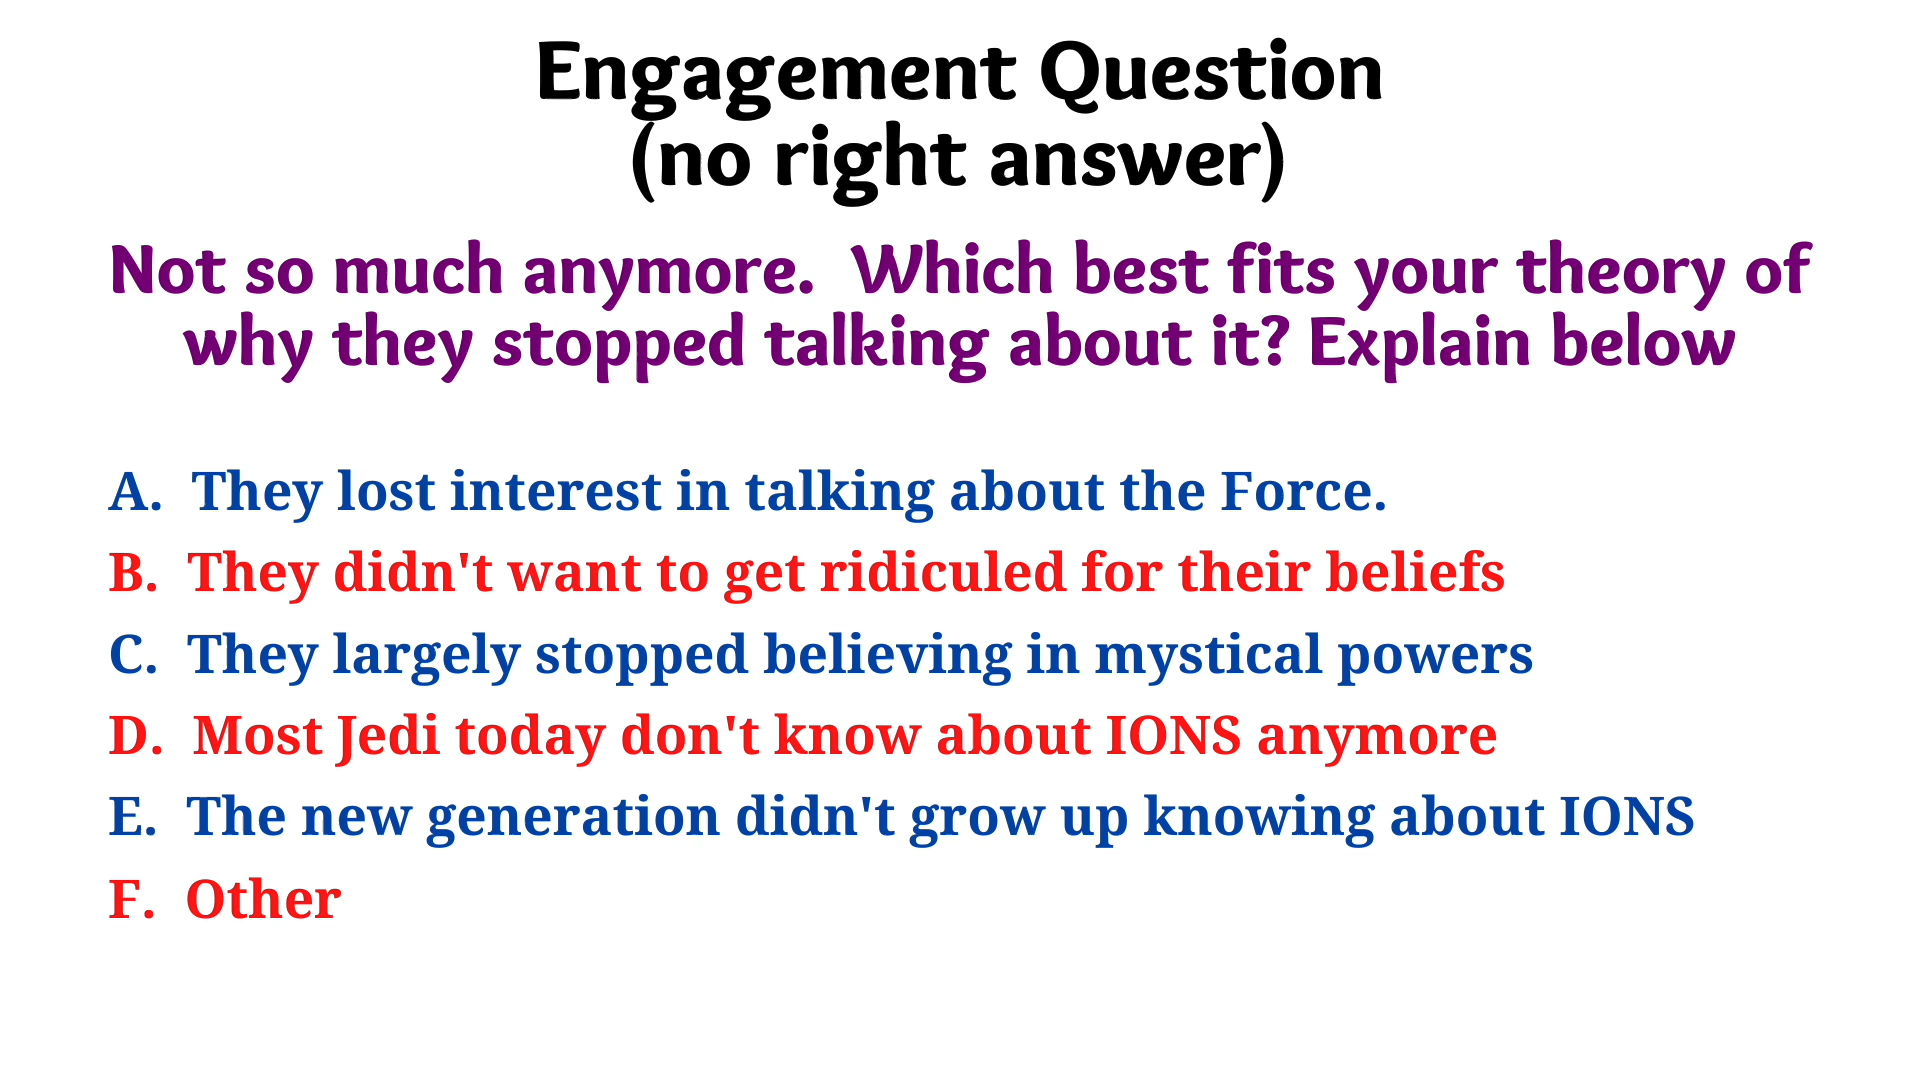 Engagement Question
(no right answer)
Not so much anymore.  Which best fits your theory of
why they stopped talking about it? Explain below
A.  They lost interest in talking about the Force.
B.  They didn't want to get ridiculed for their beliefs
C.  They largely stopped believing in mystical powers
D.  Most Jedi today don't know about IONS anymore
E.  The new generation didn't grow up knowing about IONS
F.  Other